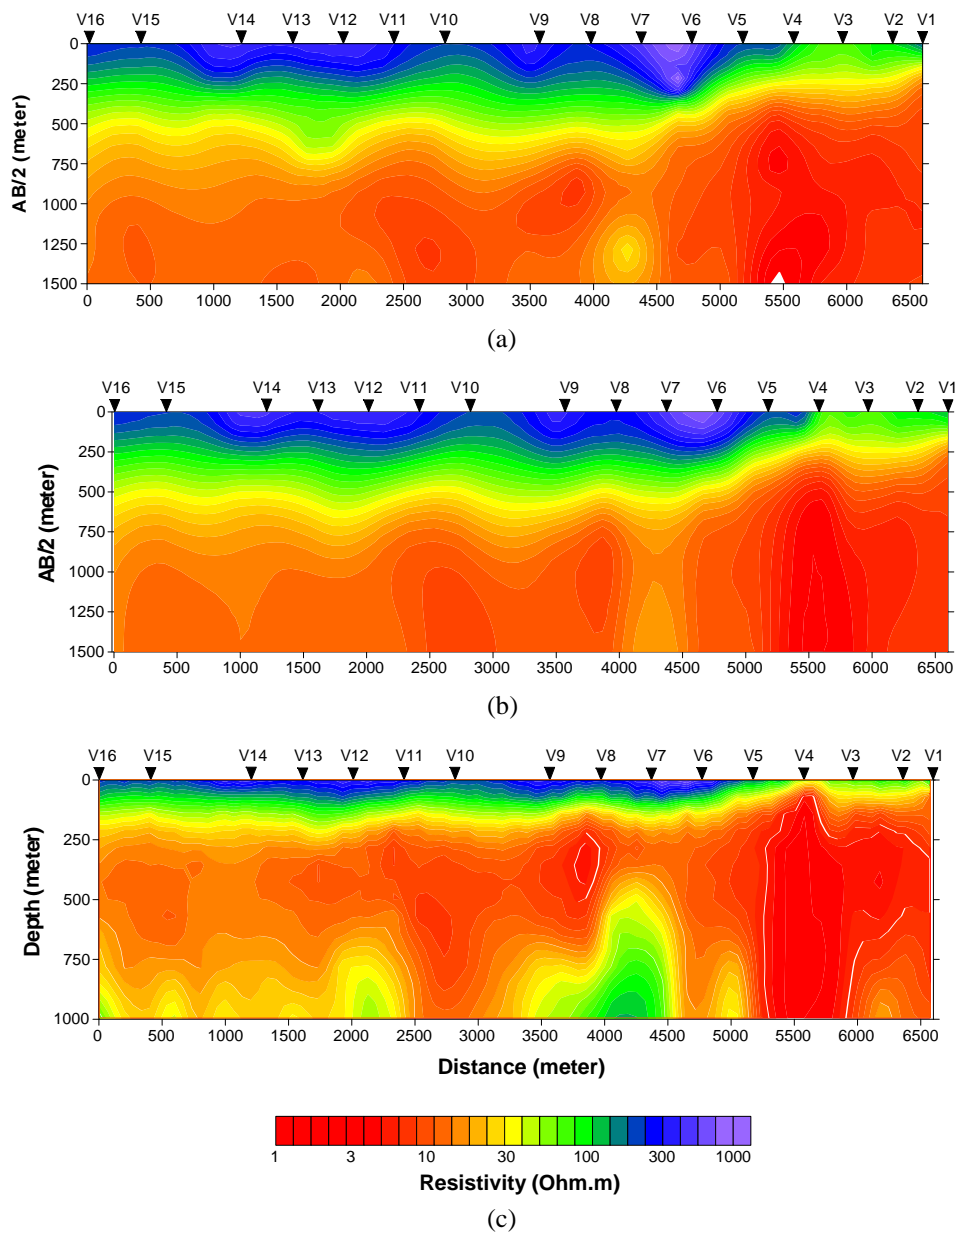 V16 V15 V14 V13 V12 V11 V10 V9 V8 V7 V6 V5 V4 V3 V2 V1
0
250
500
750
1000
1250
1500
AB/2 (meter)
0 500 1000 1500 2000 2500 3000 3500 4000 4500 5000 5500 6000 6500
(a)
V16 V15 V14 V13 V12 V11 V10 V9 V8 V7 V6 V5 V4 V3 V2 V1
0
250
500
750
1000
1250
1500
AB/2 (meter)
0 500 1000 1500 2000 2500 3000 3500 4000 4500 5000 5500 6000 6500
(b)
V16 V15 V14 V13 V12 V11 V10 V9 V8 V7 V6 V5 V4 V3 V2 V1
0
250
500
750
1000
Depth (meter)
0 500 1000 1500 2000 2500 3000 3500 4000 4500 5000 5500 6000 6500
Distance (meter)
1 3 10 30 100 300 1000
Resistivity (Ohm.m)
(c)